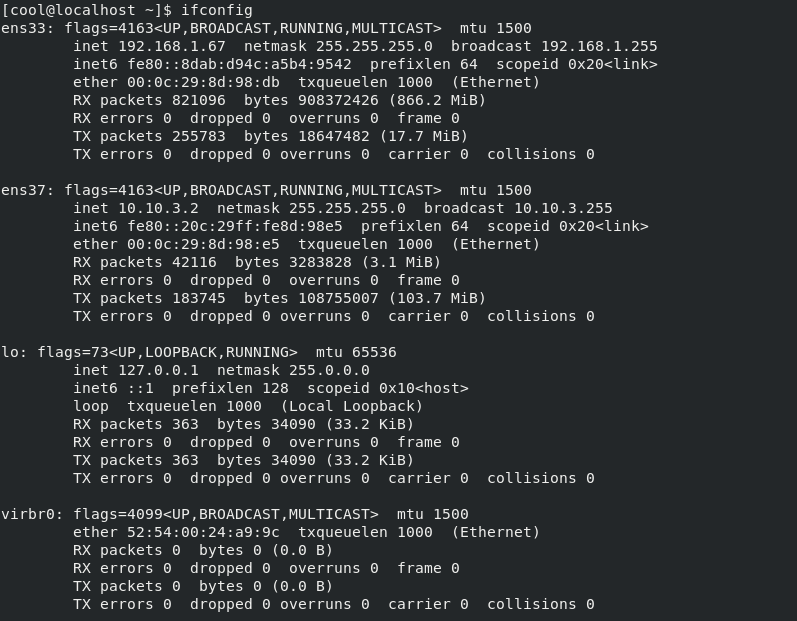 [cool@localhost ~]$ ifconfig
ens33: flags=4163<UP,BROADCAST,RUNNING,MULTICAST>  mtu 1500
        inet 192.168.1.67  netmask 255.255.255.0  broadcast 192.168.1.255
        inet6 fe80::8dab:d94c:a5b4:9542  prefixlen 64  scopeid 0x20<link>
        ether 00:0c:29:8d:98:db  txqueuelen 1000  (Ethernet)
        RX packets 821096  bytes 908372426 (866.2 MiB)
        RX errors 0  dropped 0  overruns 0  frame 0
        TX packets 255783  bytes 18647482 (17.7 MiB)
        TX errors 0  dropped 0 overruns 0  carrier 0  collisions 0

ens37: flags=4163<UP,BROADCAST,RUNNING,MULTICAST>  mtu 1500
        inet 10.10.3.2  netmask 255.255.255.0  broadcast 10.10.3.255
        inet6 fe80::20c:29ff:fe8d:98e5  prefixlen 64  scopeid 0x20<link>
        ether 00:0c:29:8d:98:e5  txqueuelen 1000  (Ethernet)
        RX packets 42116  bytes 3283828 (3.1 MiB)
        RX errors 0  dropped 0  overruns 0  frame 0
        TX packets 183745  bytes 108755007 (103.7 MiB)
        TX errors 0  dropped 0 overruns 0  carrier 0  collisions 0

lo: flags=73<UP,LOOPBACK,RUNNING>  mtu 65536
        inet 127.0.0.1  netmask 255.0.0.0
        inet6 ::1  prefixlen 128  scopeid 0x10<host>
        loop  txqueuelen 1000  (Local Loopback)
        RX packets 363  bytes 34090 (33.2 KiB)
        RX errors 0  dropped 0  overruns 0  frame 0
        TX packets 363  bytes 34090 (33.2 KiB)
        TX errors 0  dropped 0 overruns 0  carrier 0  collisions 0

virbr0: flags=4099<UP,BROADCAST,MULTICAST>  mtu 1500
        ether 52:54:00:24:a9:9c  txqueuelen 1000  (Ethernet)
        RX packets 0  bytes 0 (0.0 B)
        RX errors 0  dropped 0  overruns 0  frame 0
        TX packets 0  bytes 0 (0.0 B)
        TX errors 0  dropped 0 overruns 0  carrier 0  collisions 0